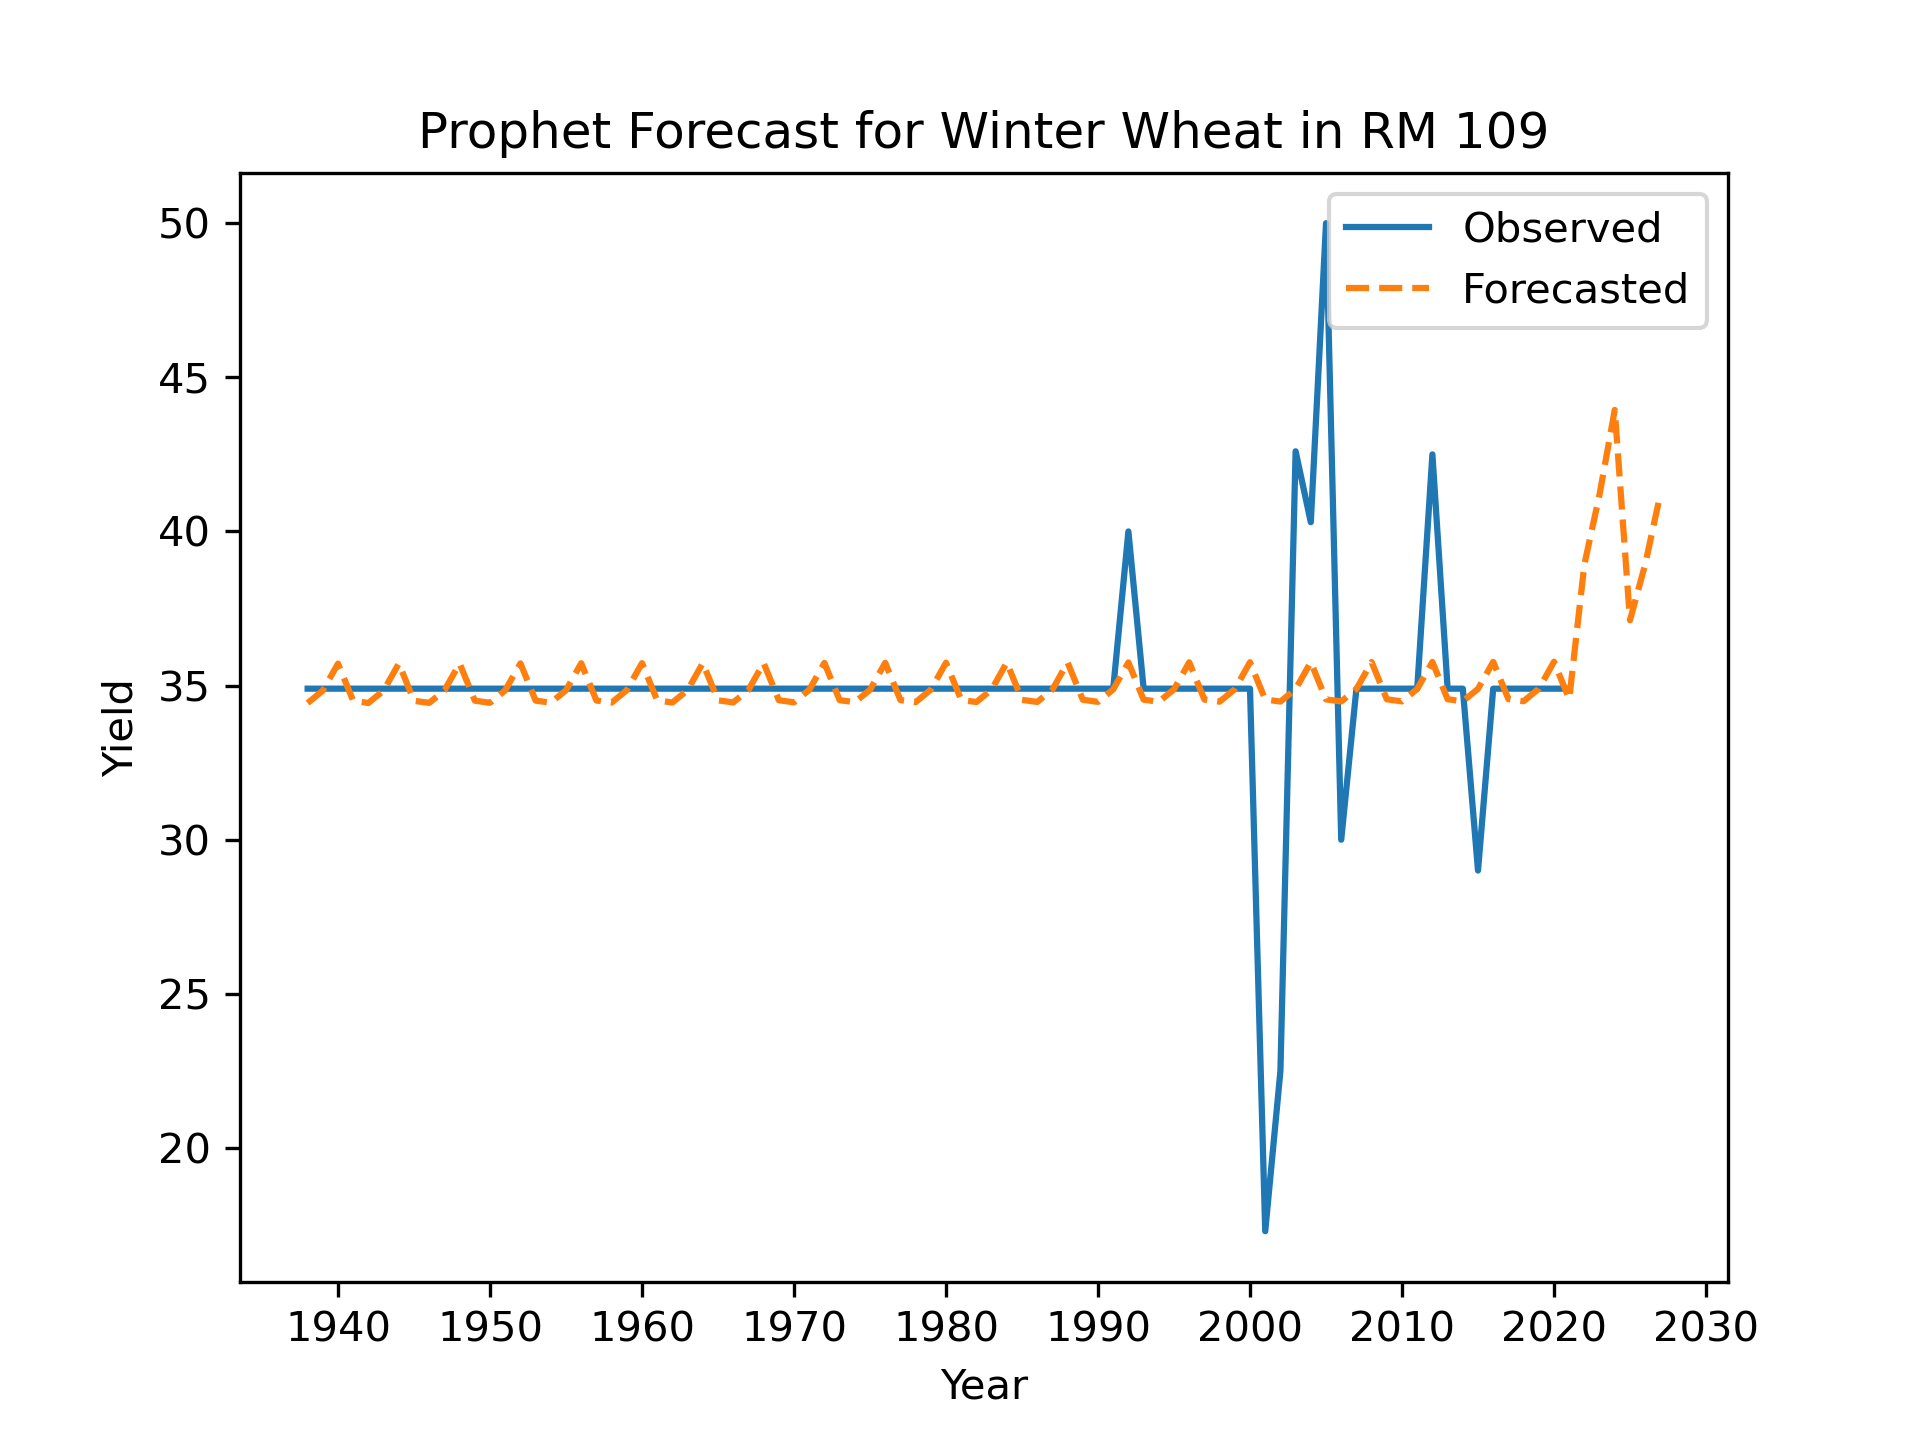 Prophet Forecast for Winter Wheat in RM 109
Observed
Forecasted
50
45
40
35
30
25
20
Yield
1940 1950 1960 1970 1980 1990 2000 2010 2020 2030
Year